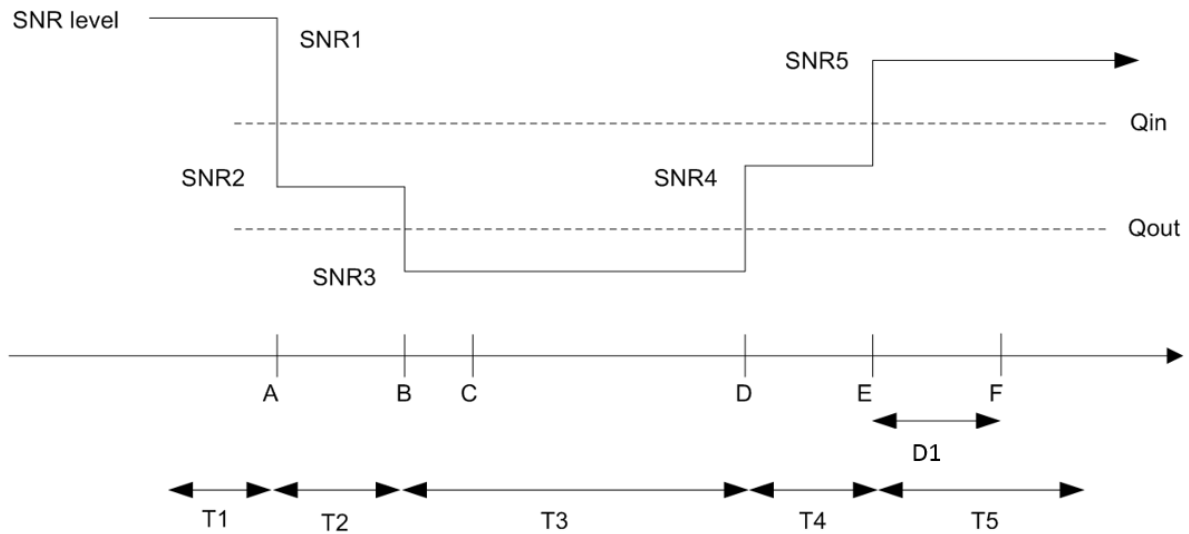 SNR level
SNR1
SNR5
Qin
SNR2
SNR4
Qout
SNR3
A B C D E F
D1
T1 T2 T3 T4 T5